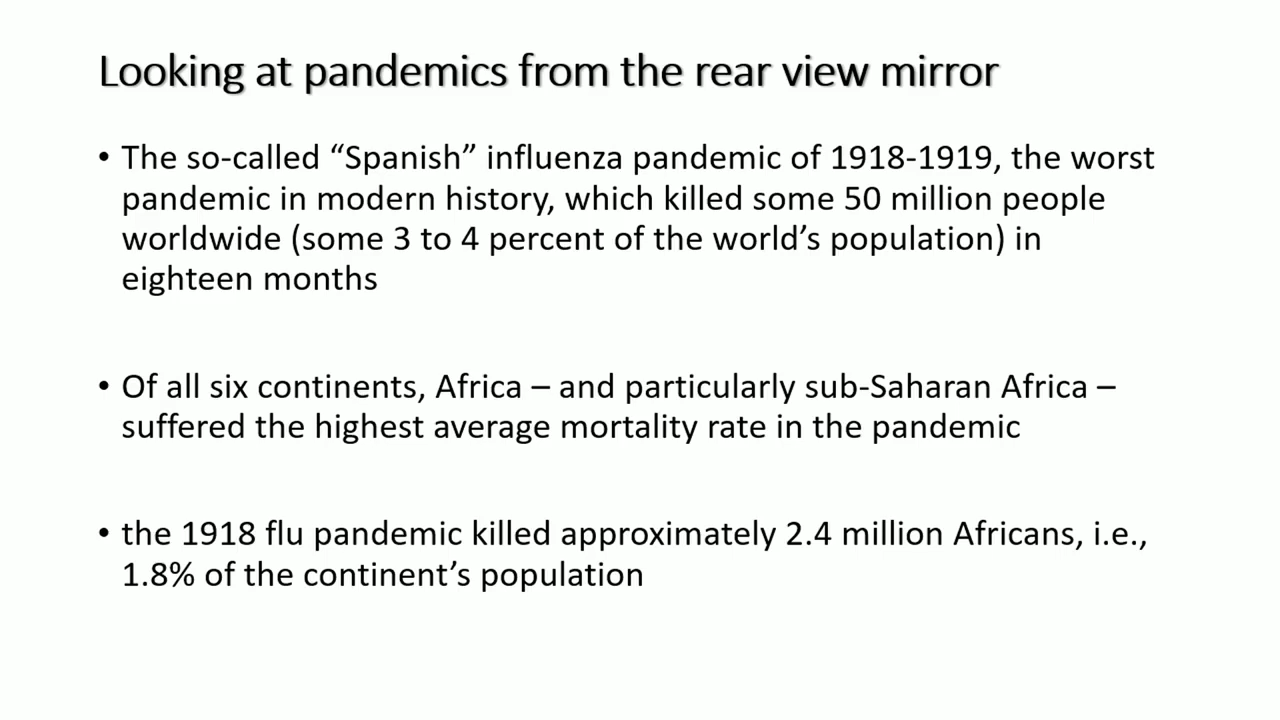 Looking at pandemics from the rear view mirror
• The so-called “Spanish” influenza pandemic of 1918-1919, the worst
pandemic in modern history, which killed some 50 million people
worldwide (some 3 to 4 percent of the world’s population) in
eighteen months
• Of all six continents, Africa – and particularly sub-Saharan Africa –
suffered the highest average mortality rate in the pandemic
• the 1918 flu pandemic killed approximately 2.4 million Africans, i.e.,
1.8% of the continent’s population